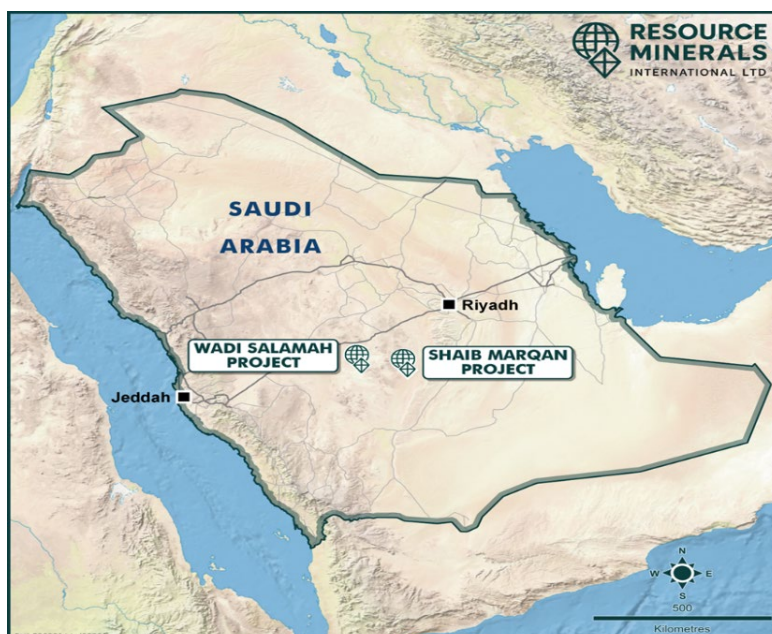 RESOURCE
MINERALS
INTERNATIONAL LTD
SAUDI
ARABIA
Riyadh
WADI SALAMAH
PROJECT
SHAIB MARQAN
PROJECT
Jeddah
N
W E
S
500
Kilometres